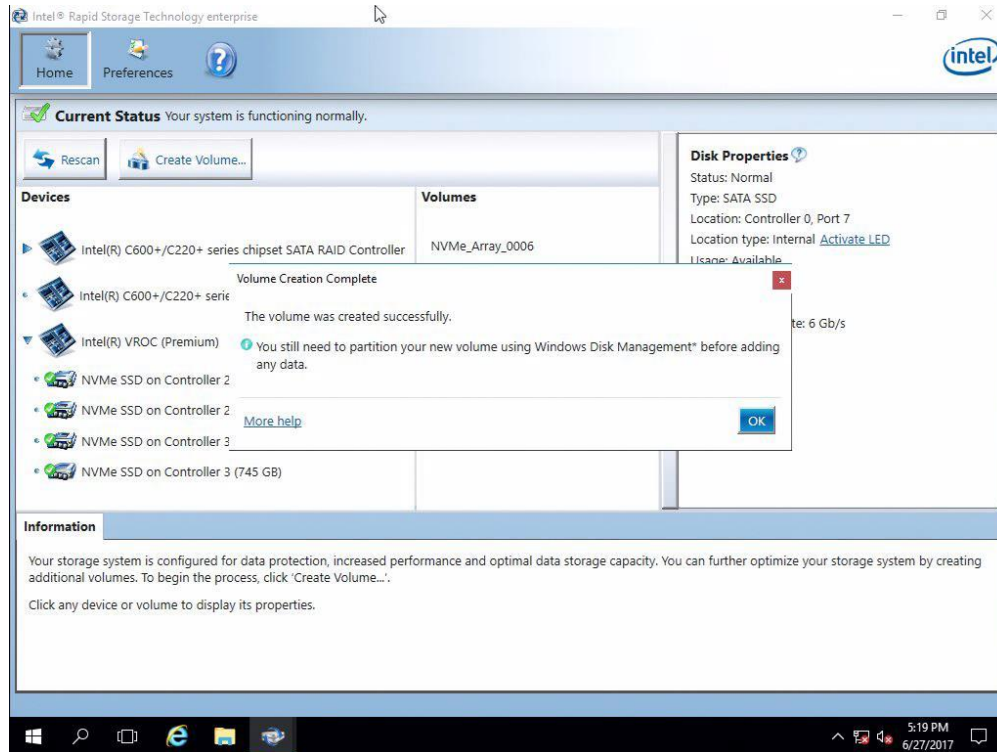 Intel® Rapid Storage Technology enterprise
Home
Preferences
intel
Current Status Your system is functioning normally.
Rescan
Create Volume...
Devices
Volumes
Intel(R) C600+/C220+ series chipset SATA RAID Controller
NVMe_Array_0006
Intel(R) C600+/C220+ serie
Intel(R) VROC (Premium)
NVMe SSD on Controller 2
NVMe SSD on Controller 2
NVMe SSD on Controller 3
NVMe SSD on Controller 3 (745 GB)
Disk Properties ?
Status: Normal
Type: SATA SSD
Location: Controller 0, Port 7
Location type: Internal Activate LED
Usage: Available
te: 6 Gb/s
Volume Creation Complete
x
The volume was created successfully.
You still need to partition your new volume using Windows Disk Management* before adding
any data.
More help
OK
Information
Your storage system is configured for data protection, increased performance and optimal data storage capacity. You can further optimize your storage system by creating
additional volumes. To begin the process, click 'Create Volume...'.
Click any device or volume to display its properties.
5:19 PM
6/27/2017